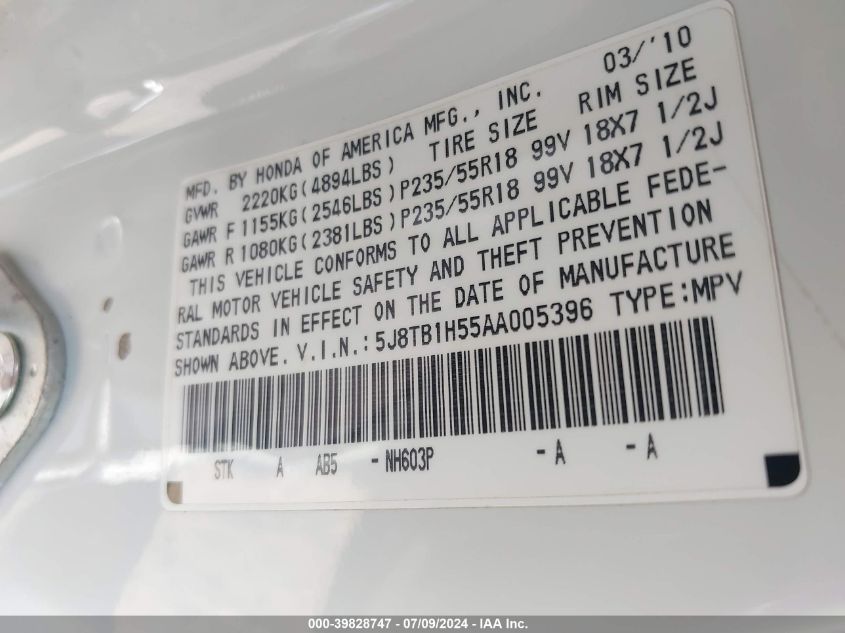 03/'10
MFD. BY HONDA OF AMERICA MFG., INC.
GVWR 2220KG(4894LBS) TIRE SIZE RIM SIZE
GAWR F 1155KG(2546LBS)P235/55R18 99V 18X7 1/2J
GAWR R 1080KG(2381LBS)P235/55R18 99V 18X7 1/2J
THIS VEHICLE CONFORMS TO ALL APPLICABLE FEDE-
RAL MOTOR VEHICLE SAFETY AND THEFT PREVENTION
STANDARDS IN EFFECT ON THE DATE OF MANUFACTURE
SHOWN ABOVE. V.I.N.:5J8TB1H55AA005396 TYPE:MPV
STK A AB5 -NH603P -A -A
000-39828747 - 07/09/2024 - IAA Inc.